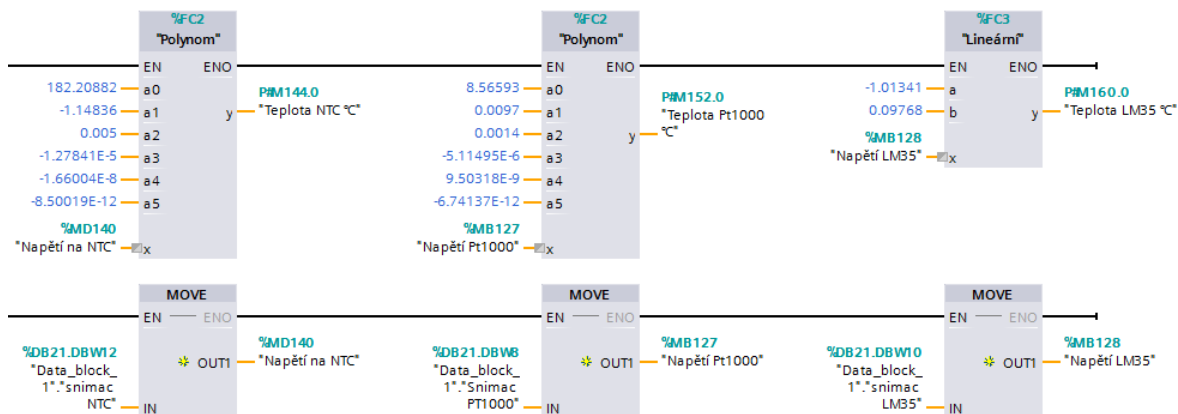 %FC2
"Polynom"
EN ENO
182.20882 a0
-1.14836 a1
0.005 a2
-1.27841E-5 a3
-1.66004E-8 a4
-8.50019E-12 a5
%MD140
"Napětí na NTC" x
P#M144.0
y "Teplota NTC °C"
%FC2
"Polynom"
EN ENO
8.56593 a0
0.0097 a1
0.0014 a2
-5.11495E-6 a3
9.50318E-9 a4
-6.74137E-12 a5
%MB127
"Napětí Pt1000" x
P#M152.0
"Teplota Pt1000
y °C"
%FC3
"Lineární"
EN ENO
-1.01341 a
0.09768 b
%MB128
"Napětí LM35" x
P#M160.0
y "Teplota LM35 °C"
MOVE
EN ENO
%DB21.DBW12
"Data_block_
1"."snimac
NTC" IN
%MD140
OUT1 "Napětí na NTC"
MOVE
EN ENO
%DB21.DBW8
"Data_block_
1"."Snimac
PT1000" IN
%MB127
OUT1 "Napětí Pt1000"
MOVE
EN ENO
%DB21.DBW10
"Data_block_
1"."snimac
LM35" IN
%MB128
OUT1 "Napětí LM35"